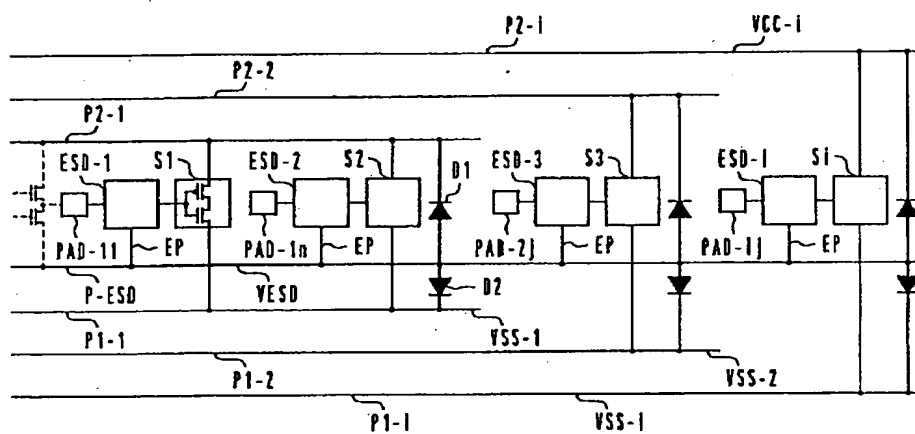 P2-i VCC-i
P2-2
P2-1
ESD-1 S1 ESD-2 S2 D1 ESD-3 S3 ESD-i Si
PAD-11 EP PAD-1n EP PAD-2j EP PAD-ij EP
P-ESD VESD D2
P1-1 VSS-1
P1-2 VSS-2
P1-i VSS-i